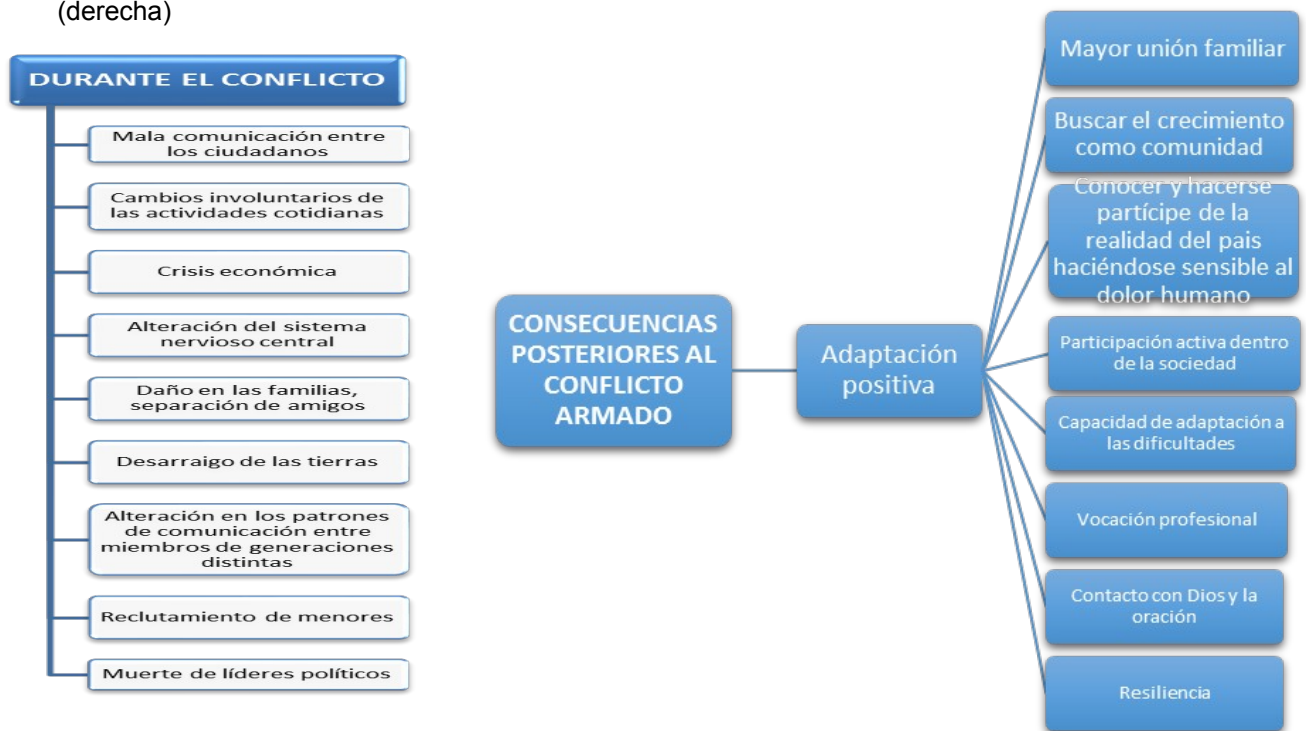 (derecha)
DURANTE EL CONFLICTO
Mala comunicación entre
los ciudadanos
Cambios involuntarios de
las actividades cotidianas
Crisis económica
Alteración del sistema
nervioso central
Daño en las familias,
separación de amigos
Desarraigo de las tierras
Alteración en los patrones
de comunicación entre
miembros de generaciones
distintas
Reclutamiento de menores
Muerte de líderes políticos
CONSECUENCIAS
POSTERIORES AL
CONFLICTO
ARMADO
Adaptación
positiva
Mayor unión familiar
Buscar el crecimiento
como comunidad
Conocer y hacerse
partícipe de la
realidad del pais
haciéndose sensible al
dolor humano
Participación activa dentro
de la sociedad
Capacidad de adaptación a
las dificultades
Vocación profesional
Contacto con Dios y la
oración
Resiliencia